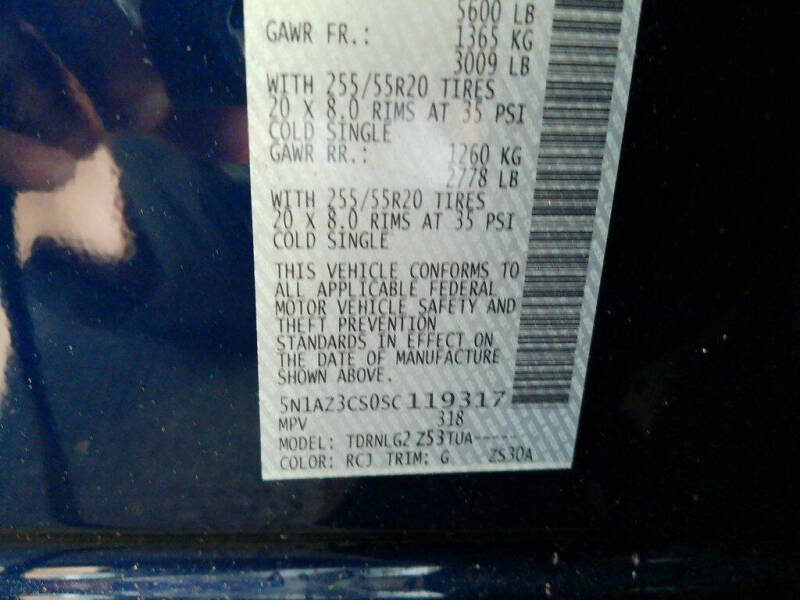 5600 LB
GAWR FR.: 1365 KG
3009 LB
WITH 255/55R20 TIRES
20 X 8.0 RIMS AT 35 PSI
COLD SINGLE
GAWR RR.: 1260 KG
2778 LB
WITH 255/55R20 TIRES
20 X 8.0 RIMS AT 35 PSI
COLD SINGLE
THIS VEHICLE CONFORMS TO
ALL APPLICABLE FEDERAL
MOTOR VEHICLE SAFETY AND
THEFT PREVENTION
STANDARDS IN EFFECT ON
THE DATE OF MANUFACTURE
SHOWN ABOVE.
5N1AZ3CS0SC119317
MPV 318
MODEL: TDRNLG2 Z53TUA-----
COLOR: RCJ TRIM: G ZS30A